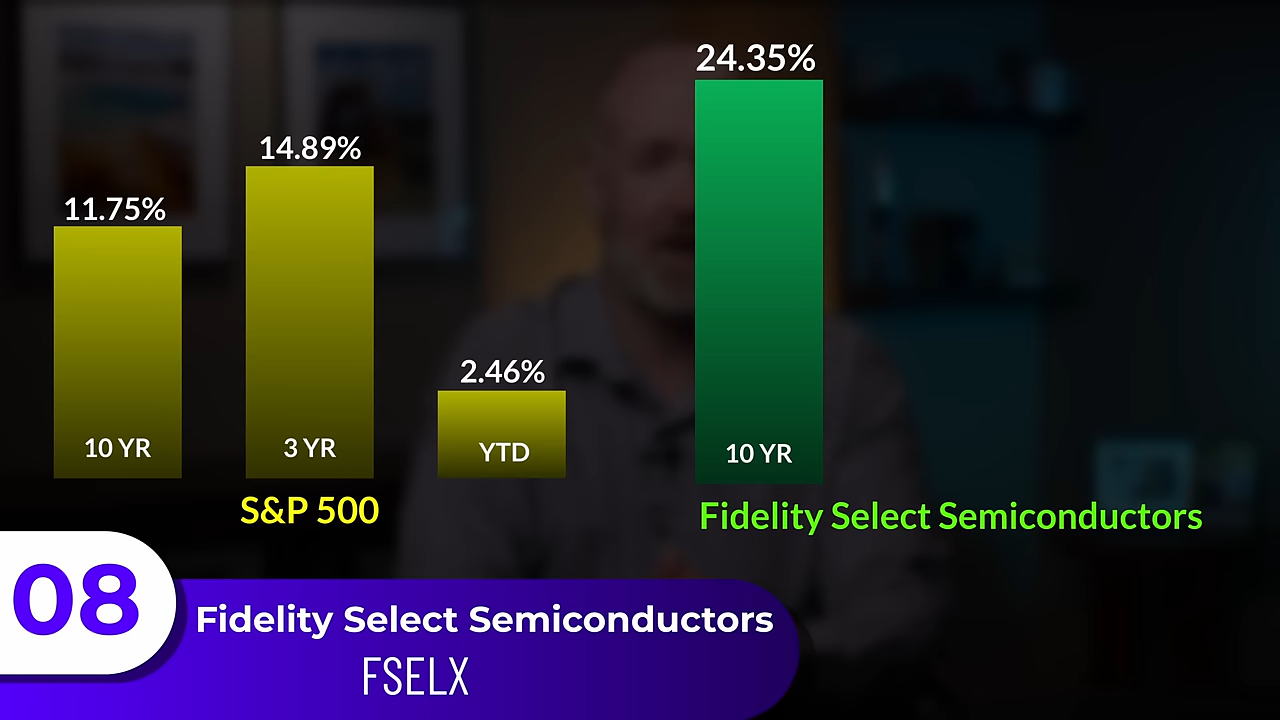 24.35%
14.89%
11.75%
2.46%
10 YR
3 YR
YTD
10 YR
S&P 500
Fidelity Select Semiconductors
08
Fidelity Select Semiconductors
FSELX